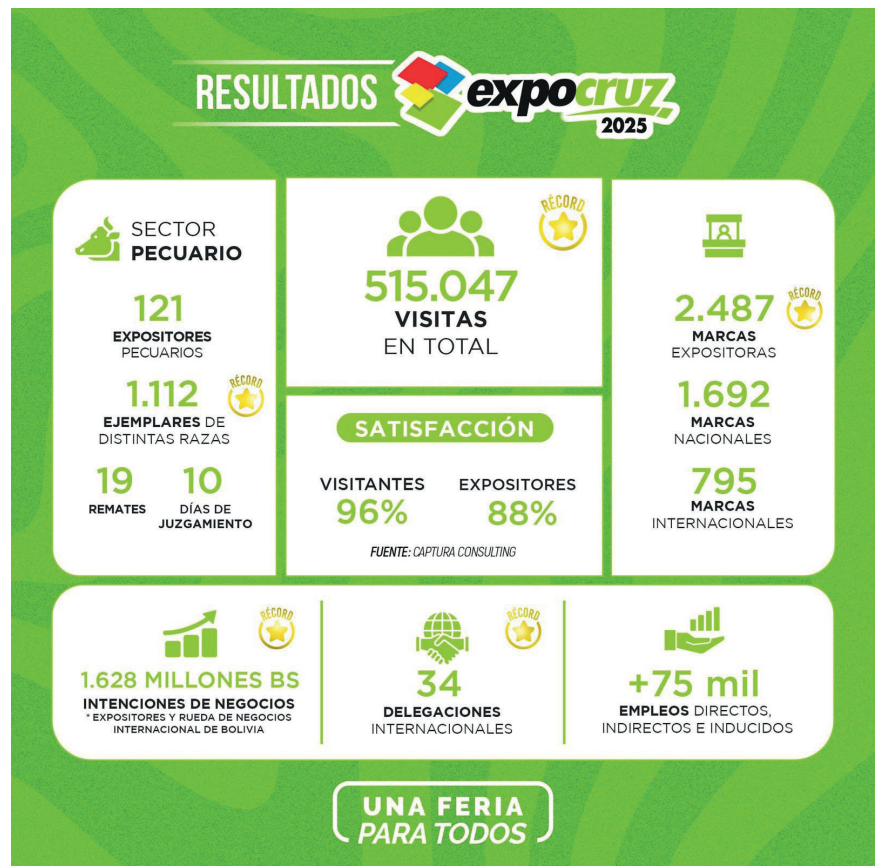 RESULTADOS expocruz
2025
SECTOR
PECUARIO
121
EXPOSITORES
PECUARIOS
1.112
RÉCORD
EJEMPLARES DE
DISTINTAS RAZAS
19
REMATES
10
DÍAS DE
JUZGAMIENTO
RÉCORD
515.047
VISITAS
EN TOTAL
SATISFACCIÓN
VISITANTES
96%
EXPOSITORES
88%
FUENTE: CAPTURA CONSULTING
2.487
RÉCORD
MARCAS
EXPOSITORAS
1.692
MARCAS
NACIONALES
795
MARCAS
INTERNACIONALES
RÉCORD
1.628 MILLONES BS
INTENCIONES DE NEGOCIOS
* EXPOSITORES Y RUEDA DE NEGOCIOS
INTERNACIONAL DE BOLIVIA
RÉCORD
34
DELEGACIONES
INTERNACIONALES
+75 mil
EMPLEOS DIRECTOS,
INDIRECTOS E INDUCIDOS
UNA FERIA
PARA TODOS